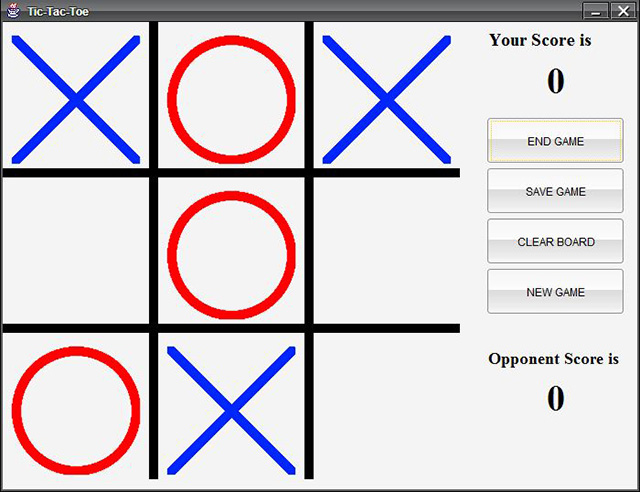 Tic-Tac-Toe
Your Score is
0
END GAME
SAVE GAME
CLEAR BOARD
NEW GAME
Opponent Score is
0